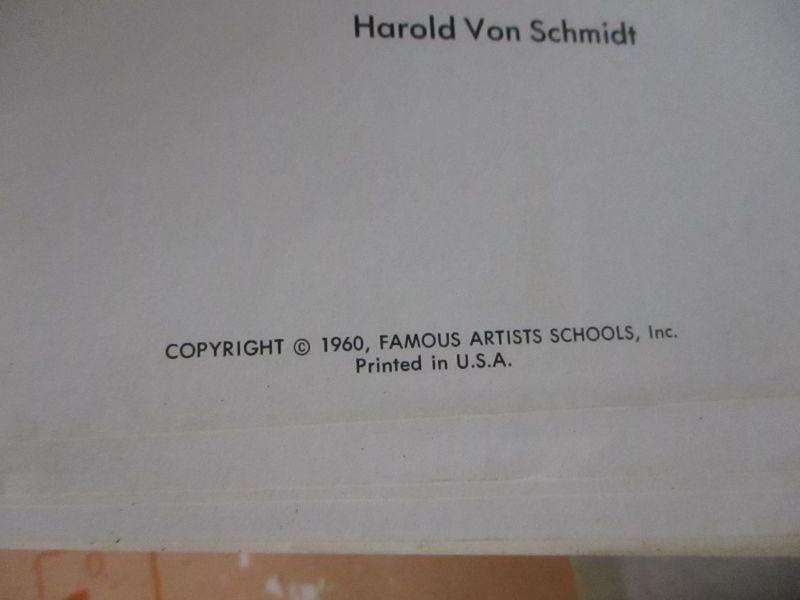 Harold Von Schmidt
COPYRIGHT © 1960, FAMOUS ARTISTS SCHOOLS, Inc.
Printed in U.S.A.